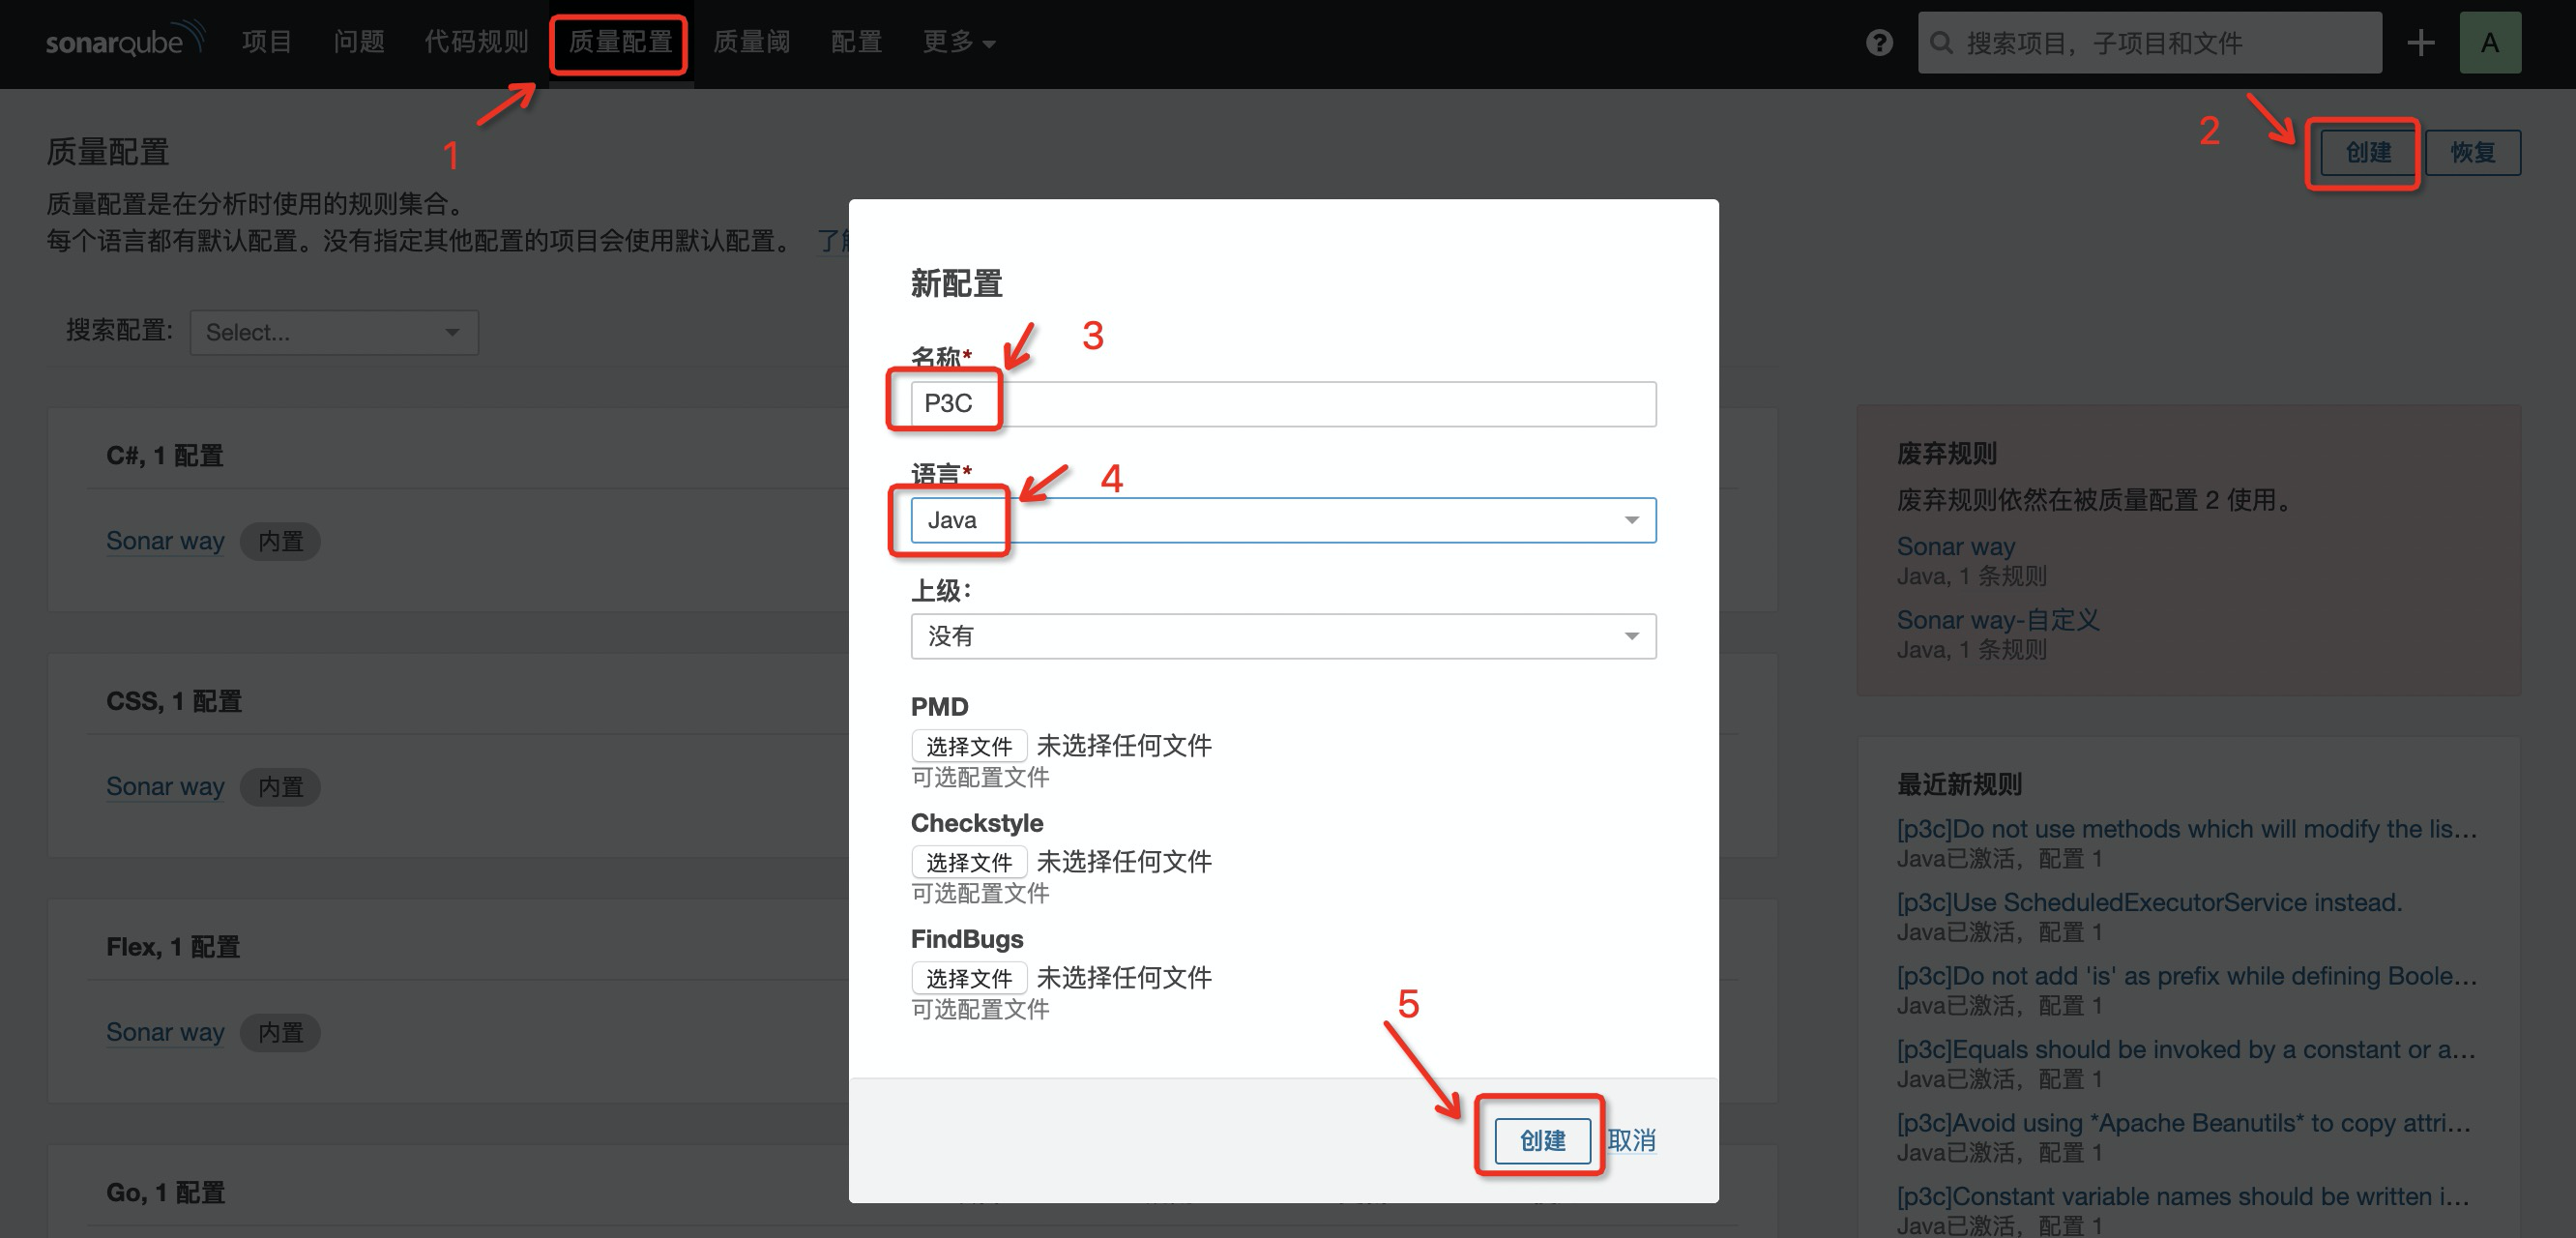 sonarqube 项目 问题 代码规则 质量配置 质量阈 配置 更多 ? 搜索项目，子项目和文件 + A
1
2
质量配置
创建 恢复
质量配置是在分析时使用的规则集合。
每个语言都有默认配置。没有指定其他配置的项目会使用默认配置。 了
搜索配置: Select...
C#, 1 配置
Sonar way 内置
CSS, 1 配置
Sonar way 内置
Flex, 1 配置
Sonar way 内置
Go, 1 配置
新配置
3
名称*
P3C
4
语言*
Java
上级：
没有
PMD
选择文件 未选择任何文件
可选配置文件
Checkstyle
选择文件 未选择任何文件
可选配置文件
FindBugs
选择文件 未选择任何文件
可选配置文件
5
创建 取消
废弃规则
废弃规则依然在被质量配置 2 使用。
Sonar way
Java, 1 条规则
Sonar way-自定义
Java, 1 条规则
最近新规则
[p3c]Do not use methods which will modify the lis...
Java已激活，配置 1
[p3c]Use ScheduledExecutorService instead.
Java已激活，配置 1
[p3c]Do not add 'is' as prefix while defining Boole...
Java已激活，配置 1
[p3c]Equals should be invoked by a constant or a...
Java已激活，配置 1
[p3c]Avoid using *Apache Beanutils* to copy attri...
Java已激活，配置 1
[p3c]Constant variable names should be written i...
Java已激活，配置 1